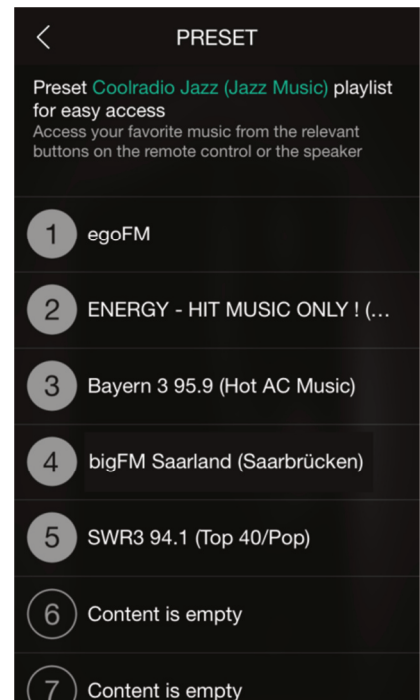 PRESET
Preset Coolradio Jazz (Jazz Music) playlist
for easy access
Access your favorite music from the relevant
buttons on the remote control or the speaker
1 egoFM
2 ENERGY - HIT MUSIC ONLY ! (...
3 Bayern 3 95.9 (Hot AC Music)
4 bigFM Saarland (Saarbrücken)
5 SWR3 94.1 (Top 40/Pop)
6 Content is empty
7 Content is empty